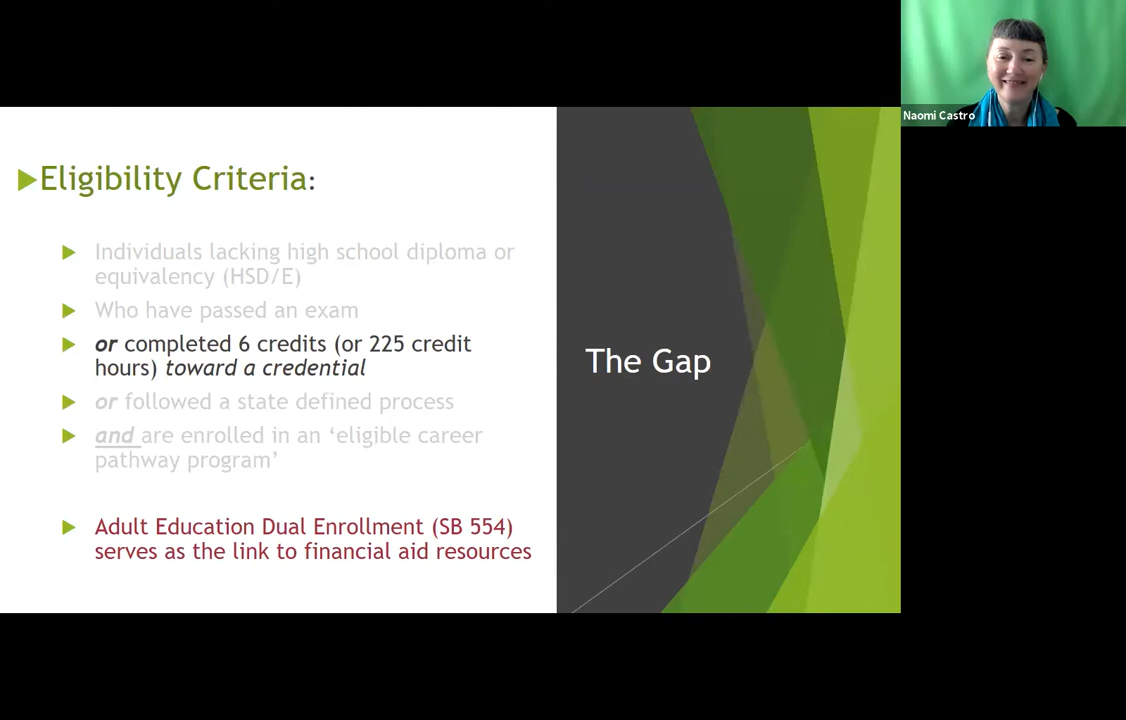 Eligibility Criteria:
Individuals lacking high school diploma or
equivalency (HSD/E)
Who have passed an exam
or completed 6 credits (or 225 credit
hours) toward a credential
or followed a state defined process
and are enrolled in an ‘eligible career
pathway program’
Adult Education Dual Enrollment (SB 554)
serves as the link to financial aid resources
The Gap
Naomi Castro